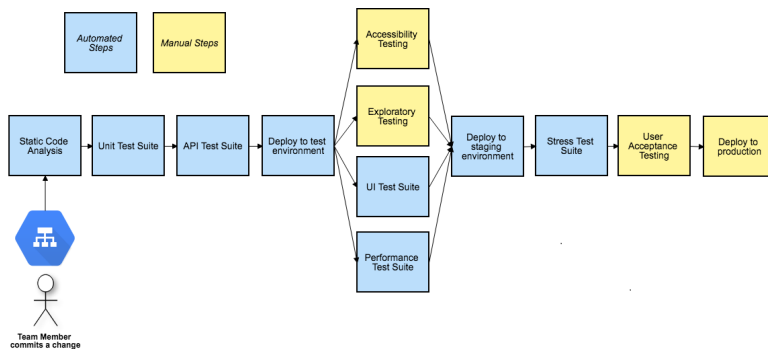 Automated
Steps
Manual Steps
Accessibility
Testing
Exploratory
Testing
Static Code
Analysis
Unit Test Suite
API Test Suite
Deploy to test
environment
UI Test Suite
Performance
Test Suite
Deploy to
staging
environment
Stress Test
Suite
User
Acceptance
Testing
Deploy to
production
Team Member
commits a change